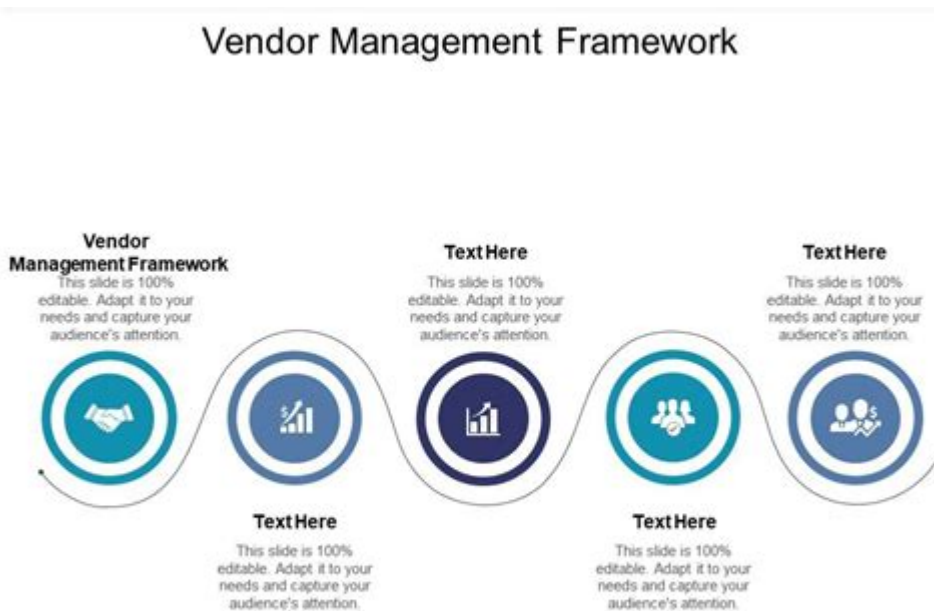 Vendor Management Framework
Vendor
Management Framework
This slide is 100%
editable. Adapt it to your
needs and capture your
audience's attention.
Text Here
This slide is 100%
editable. Adapt it to your
needs and capture your
audience's attention.
Text Here
This slide is 100%
editable. Adapt it to your
needs and capture your
audience's attention.
Text Here
This slide is 100%
editable. Adapt it to your
needs and capture your
audience's attention.
Text Here
This slide is 100%
editable. Adapt it to your
needs and capture your
audience's attention.